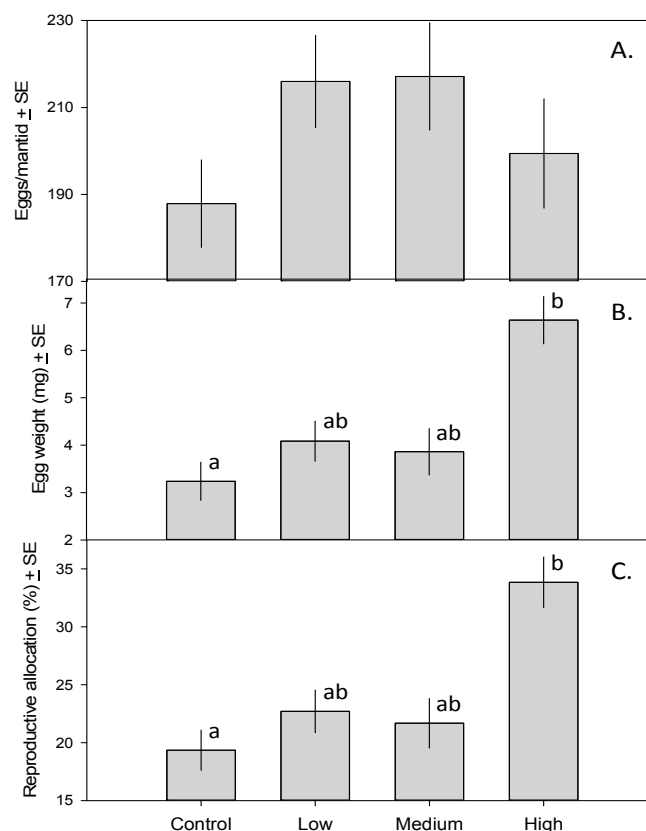 230
A.
210
190
170
Eggs/mantid ± SE
7
b
B.
6
5
ab
ab
4
a
3
2
Egg weight (mg) ± SE
b
C.
35
30
25
ab
ab
20
a
15
Reproductive allocation (%) ± SE
Control Low Medium High